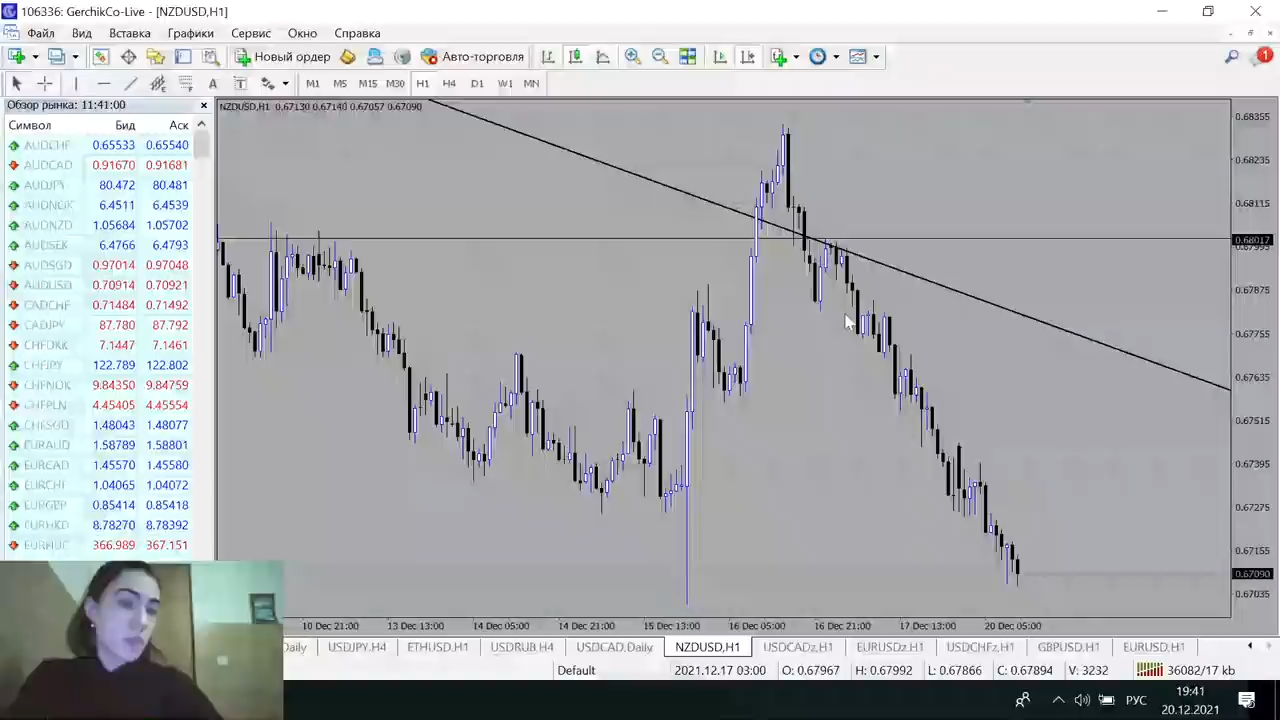 106336: GerchikCo-Live - [NZDUSD,H1]
Файл Вид Вставка Графики Сервис Окно Справка
Новый ордер Авто-торговля 1
A T M1 M5 M15 M30 H1 H4 D1 W1 MN
Обзор рынка: 11:41:00
Символ Бид Аск
AUDCHF 0.65533 0.65540
AUDCAD 0.91670 0.91681
AUDJPY 80.472 80.481
AUDNOK 6.4511 6.4539
AUDNZD 1.05684 1.05702
AUDSEK 6.4766 6.4793
AUDSGD 0.97014 0.97048
AUDUSD 0.70914 0.70921
CADCHF 0.71484 0.71492
CADJPY 87.780 87.792
CHFDKK 7.1447 7.1461
CHFJPY 122.789 122.802
CHFNOK 9.84350 9.84759
CHFPLN 4.45405 4.45554
CHFSGD 1.48043 1.48077
EURAUD 1.58789 1.58801
EURCAD 1.45570 1.45580
EURCHF 1.04065 1.04072
EURGBP 0.85414 0.85418
EURHKD 8.78270 8.78392
EURHUF 366.989 367.151
NZDUSD,H1 0.67130 0.67140 0.67057 0.67090
0.68355
0.68235
0.68115
0.68017
0.67995
0.67875
0.67755
0.67635
0.67515
0.67395
0.67275
0.67155
0.67090
0.67035
10 Dec 21:00 13 Dec 13:00 14 Dec 05:00 14 Dec 21:00 15 Dec 13:00 16 Dec 05:00 16 Dec 21:00 17 Dec 13:00 20 Dec 05:00
Daily USDJPY,H4 ETHUSD,H1 USDRUB,H4 USDCAD,Daily NZDUSD,H1 USDCADz,H1 EURUSDz,H1 USDCHFz,H1 GBPUSD,H1 EURUSD,H1
Default 2021.12.17 03:00 O: 0.67967 H: 0.67992 L: 0.67866 C: 0.67894 V: 3232 36082/17 kb
РУС 19:41
20.12.2021